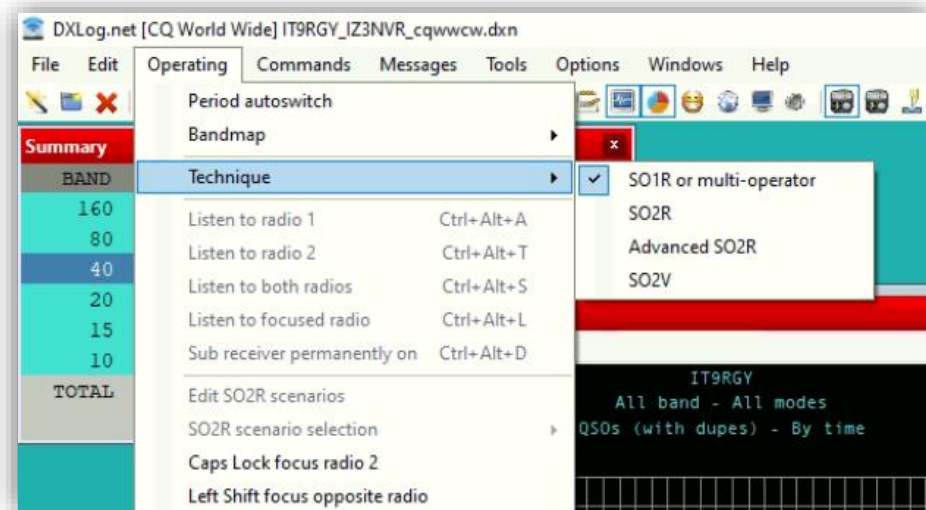 DXLog.net [CQ World Wide] IT9RGY_IZ3NVR_cqwwcw.dxn
File Edit Operating Commands Messages Tools Options Windows Help
Summary
BAND
160
80
40
20
15
10
TOTAL
Period autoswitch
Bandmap
Technique
Listen to radio 1 Ctrl+Alt+A
Listen to radio 2 Ctrl+Alt+T
Listen to both radios Ctrl+Alt+S
Listen to focused radio Ctrl+Alt+L
Sub receiver permanently on Ctrl+Alt+D
Edit SO2R scenarios
SO2R scenario selection
Caps Lock focus radio 2
Left Shift focus opposite radio
SO1R or multi-operator
SO2R
Advanced SO2R
SO2V
IT9RGY
All band - All modes
QSOs (with dupes) - By time